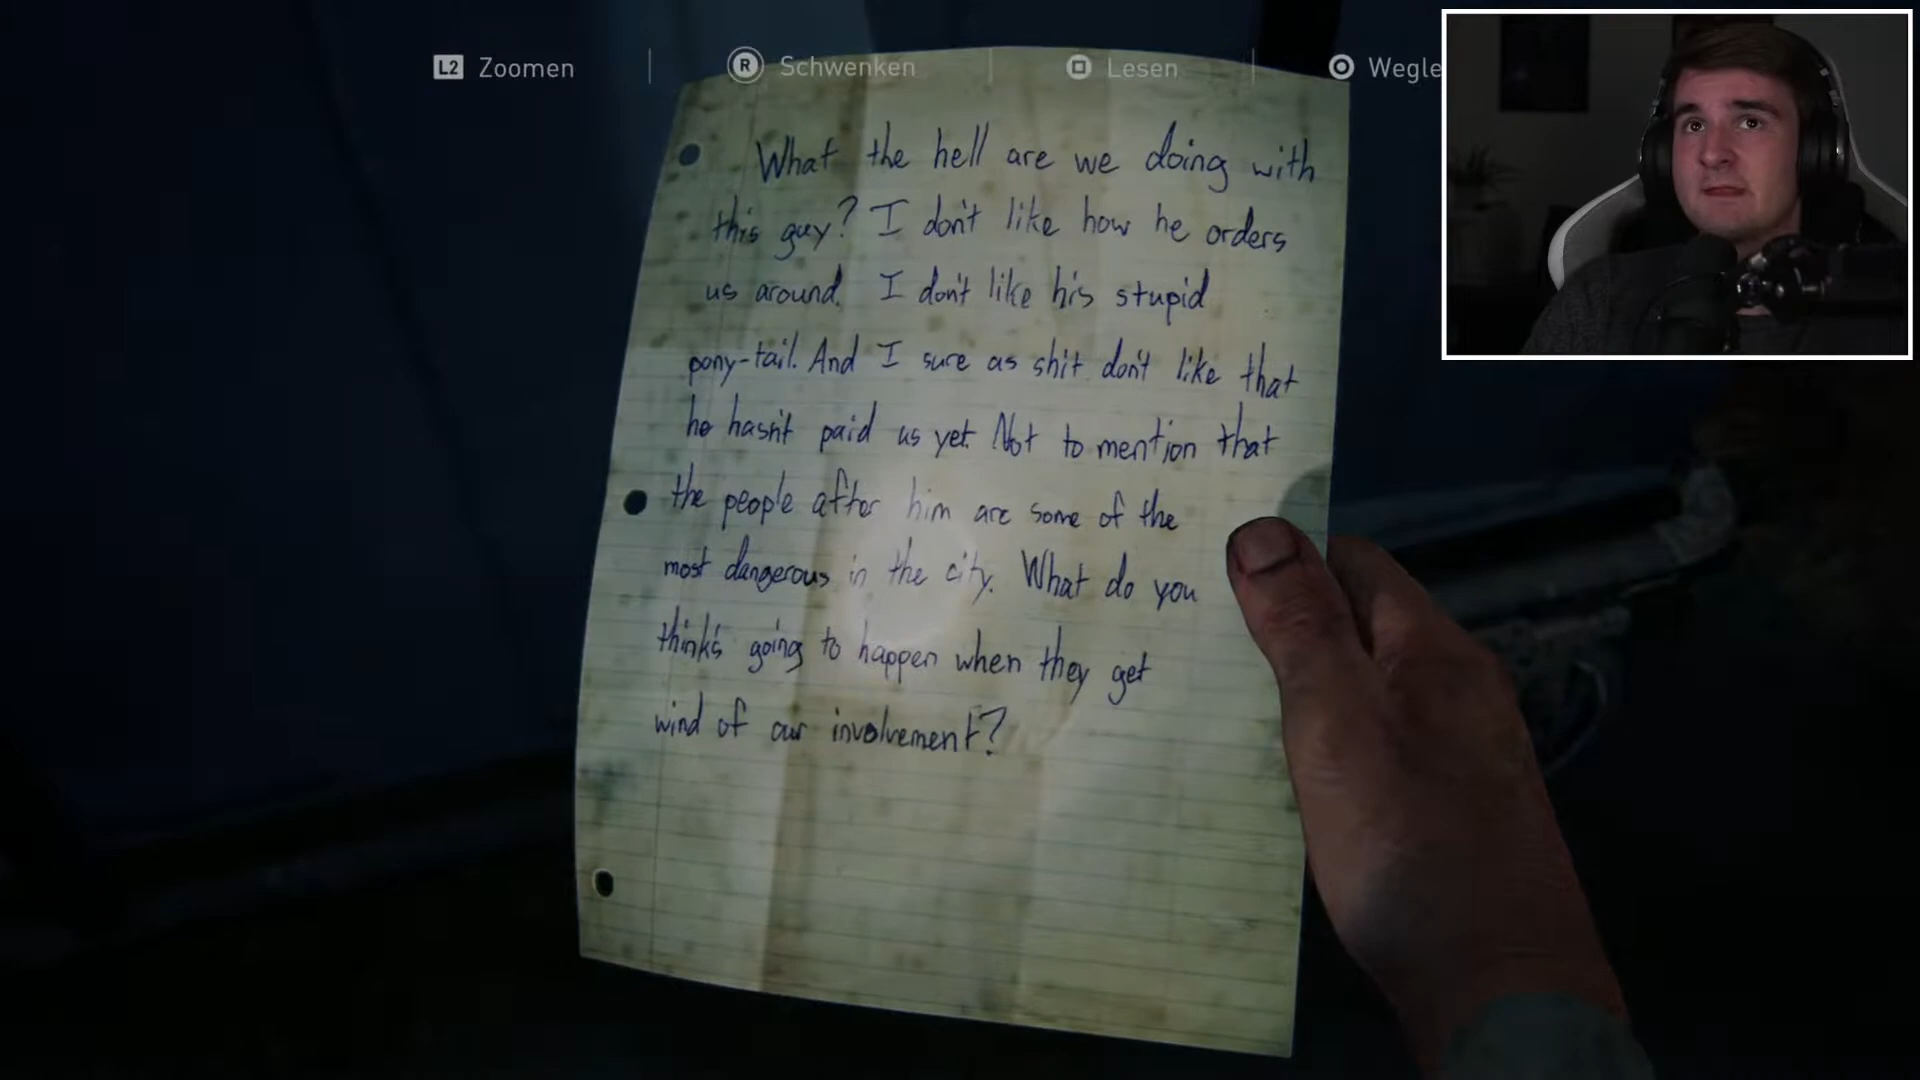 L2 Zoomen R Schwenken Lesen Wegle
What the hell are we doing with
this guy? I don't like how he orders
us around. I don't like his stupid
pony-tail. And I sure as shit don't like that
he hasn't paid us yet. Not to mention that
the people after him are some of the
most dangerous in the city. What do you
think's going to happen when they get
wind of our involvement?